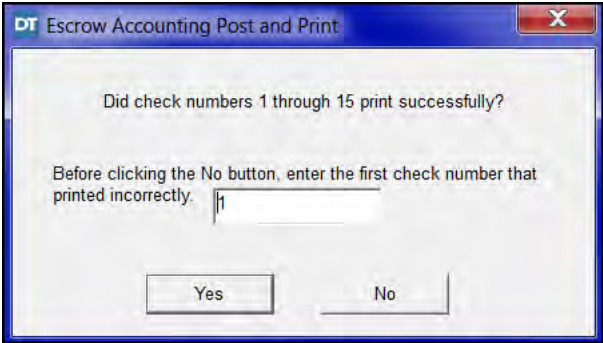 DT Escrow Accounting Post and Print
X
Did check numbers 1 through 15 print successfully?
Before clicking the No button, enter the first check number that
printed incorrectly. 1
Yes No